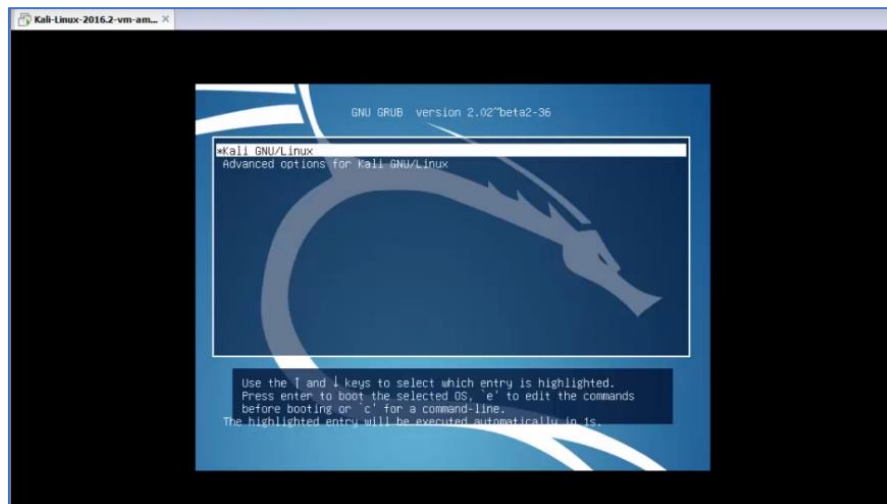 Kali-Linux-2016.2-vm-am... ×
GNU GRUB version 2.02~beta2-36
*Kali GNU/Linux
Advanced options for Kali GNU/Linux
Use the ↑ and ↓ keys to select which entry is highlighted.
Press enter to boot the selected OS, `e' to edit the commands
before booting or `c' for a command-line.
The highlighted entry will be executed automatically in 1s.